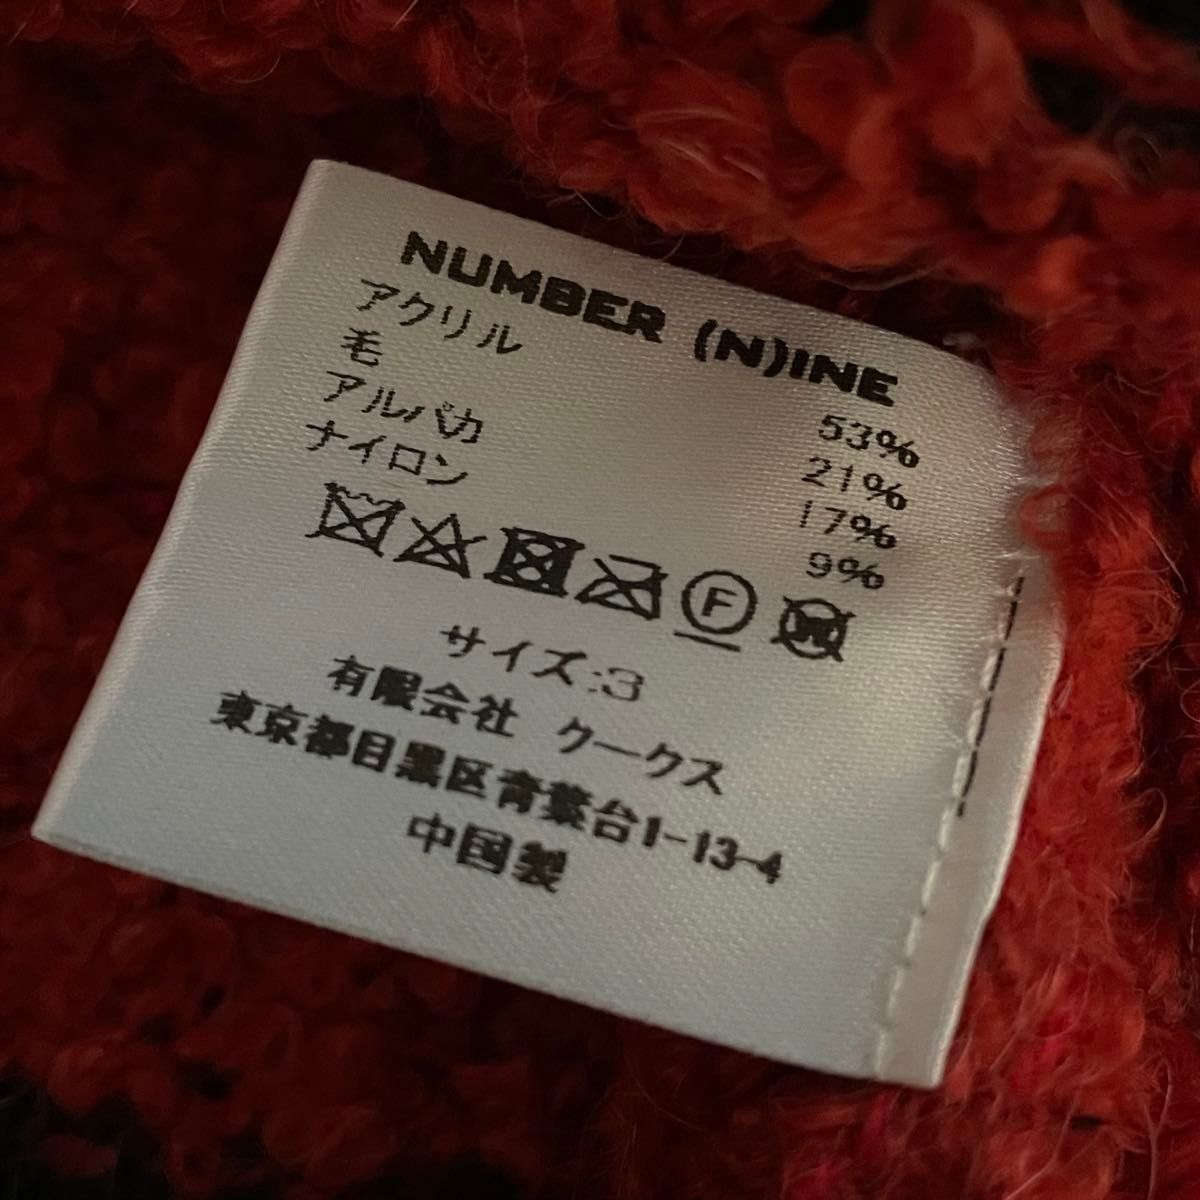 NUMBER (N)INE
アクリル 53%
毛 21%
アルパカ 17%
ナイロン 9%
F W
サイズ:3
有限会社 クークス
東京都目黒区青葉台1-13-4
中国製